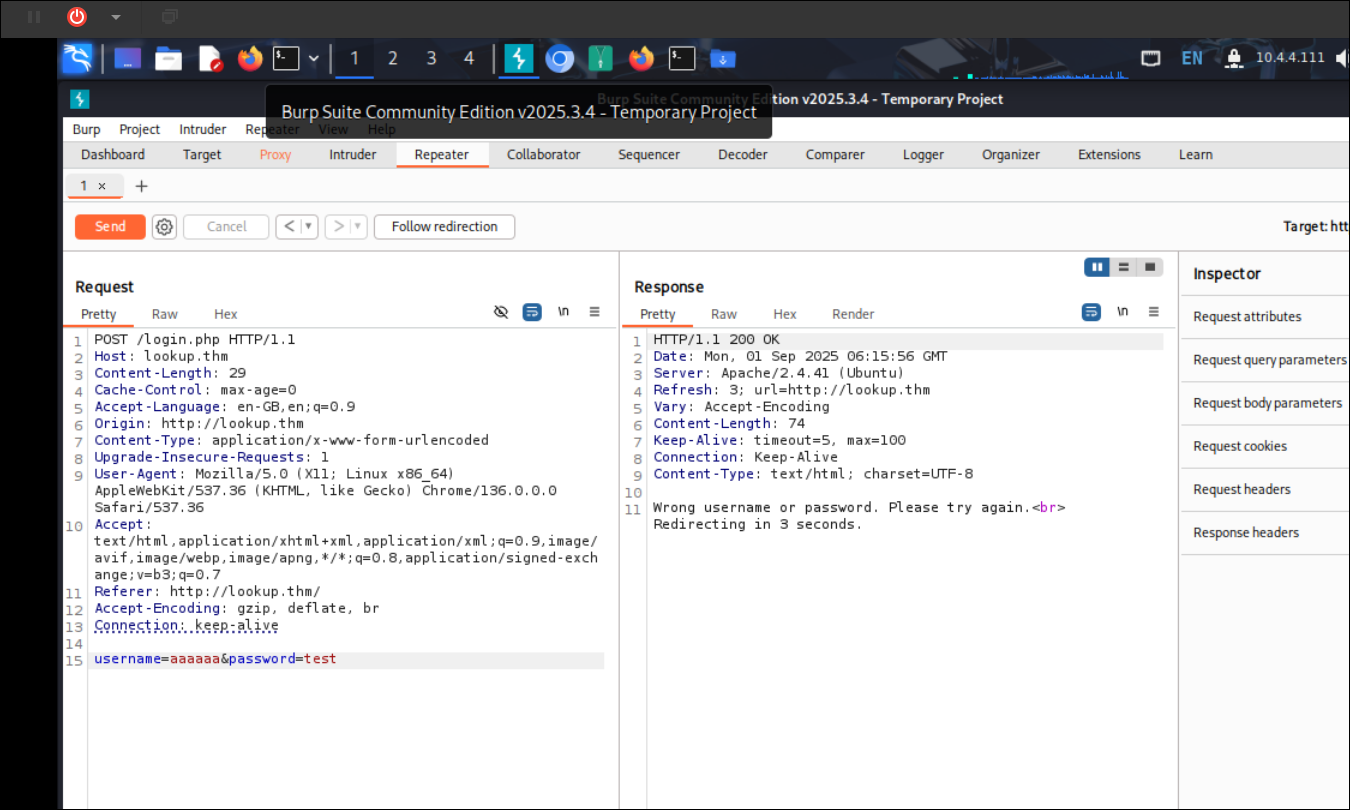 1 2 3 4 EN 10.4.4.111
Burp Suite Community Edition v2025.3.4 - Temporary Project
Burp Suite Community Edition v2025.3.4 - Temporary Project
Burp Project Intruder Repeater View Help
Dashboard Target Proxy Intruder Repeater Collaborator Sequencer Decoder Comparer Logger Organizer Extensions Learn
1 × +
Send Cancel < > Follow redirection Target: htt
Request
Pretty Raw Hex \n
1 POST /login.php HTTP/1.1
2 Host: lookup.thm
3 Content-Length: 29
4 Cache-Control: max-age=0
5 Accept-Language: en-GB,en;q=0.9
6 Origin: http://lookup.thm
7 Content-Type: application/x-www-form-urlencoded
8 Upgrade-Insecure-Requests: 1
9 User-Agent: Mozilla/5.0 (X11; Linux x86_64)
AppleWebKit/537.36 (KHTML, like Gecko) Chrome/136.0.0.0
Safari/537.36
10 Accept:
text/html,application/xhtml+xml,application/xml;q=0.9,image/
avif,image/webp,image/apng,*/*;q=0.8,application/signed-exch
ange;v=b3;q=0.7
11 Referer: http://lookup.thm/
12 Accept-Encoding: gzip, deflate, br
13 Connection: keep-alive
14
15 username=aaaaaa&password=test
Response
Pretty Raw Hex Render \n
1 HTTP/1.1 200 OK
2 Date: Mon, 01 Sep 2025 06:15:56 GMT
3 Server: Apache/2.4.41 (Ubuntu)
4 Refresh: 3; url=http://lookup.thm
5 Vary: Accept-Encoding
6 Content-Length: 74
7 Keep-Alive: timeout=5, max=100
8 Connection: Keep-Alive
9 Content-Type: text/html; charset=UTF-8
10
11 Wrong username or password. Please try again.<br>
Redirecting in 3 seconds.
Inspector
Request attributes
Request query parameters
Request body parameters
Request cookies
Request headers
Response headers